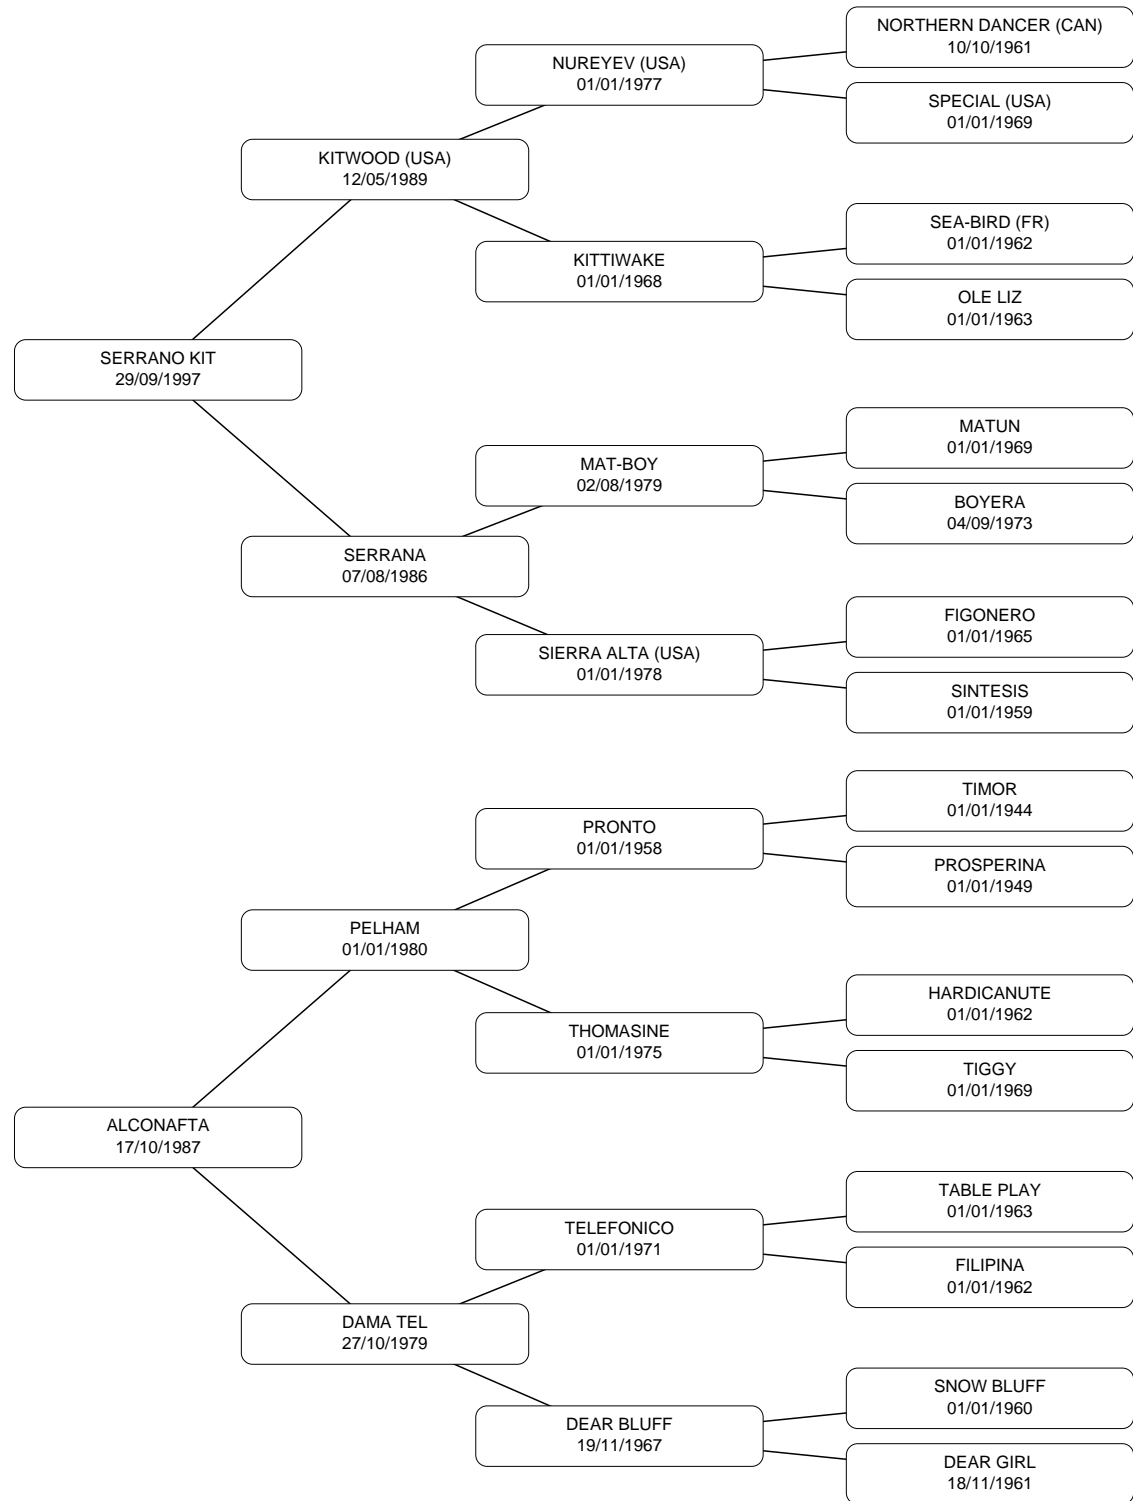 NORTHERN DANCER (CAN)
10/10/1961
NUREYEV (USA)
01/01/1977
SPECIAL (USA)
01/01/1969
KITWOOD (USA)
12/05/1989
SEA-BIRD (FR)
01/01/1962
KITTIWAKE
01/01/1968
OLE LIZ
01/01/1963
SERRANO KIT
29/09/1997
MATUN
01/01/1969
MAT-BOY
02/08/1979
BOYERA
04/09/1973
SERRANA
07/08/1986
FIGONERO
01/01/1965
SIERRA ALTA (USA)
01/01/1978
SINTESIS
01/01/1959
TIMOR
01/01/1944
PRONTO
01/01/1958
PROSPERINA
01/01/1949
PELHAM
01/01/1980
HARDICANUTE
01/01/1962
THOMASINE
01/01/1975
TIGGY
01/01/1969
ALCONAFTA
17/10/1987
TABLE PLAY
01/01/1963
TELEFONICO
01/01/1971
FILIPINA
01/01/1962
DAMA TEL
27/10/1979
SNOW BLUFF
01/01/1960
DEAR BLUFF
19/11/1967
DEAR GIRL
18/11/1961